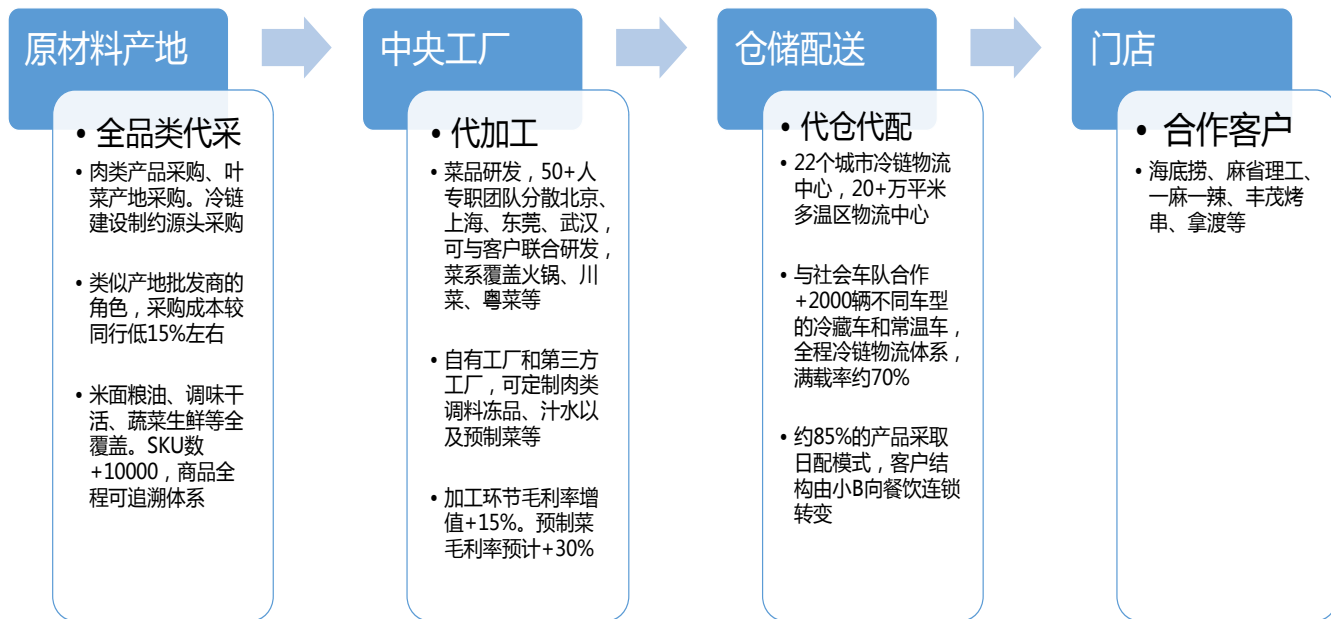 原材料产地
• 全品类代采
• 肉类产品采购、叶
菜产地采购。冷链
建设制约源头采购
• 类似产地批发商的
角色，采购成本较
同行低15%左右
• 米面粮油、调味干
活、蔬菜生鲜等全
覆盖。SKU数
+10000，商品全
程可追溯体系
中央工厂
• 代加工
• 菜品研发，50+人
专职团队分散北京、
上海、东莞、武汉，
可与客户联合研发，
菜系覆盖火锅、川
菜、粤菜等
• 自有工厂和第三方
工厂，可定制肉类
调料冻品、汁水以
及预制菜等
• 加工环节毛利率增
值+15%。预制菜
毛利率预计+30%
仓储配送
• 代仓代配
• 22个城市冷链物流
中心，20+万平米
多温区物流中心
• 与社会车队合作
+2000辆不同车型
的冷藏车和常温车，
全程冷链物流体系，
满载率约70%
• 约85%的产品采取
日配模式，客户结
构由小B向餐饮连锁
转变
门店
• 合作客户
• 海底捞、麻省理工、
一麻一辣、丰茂烤
串、拿渡等